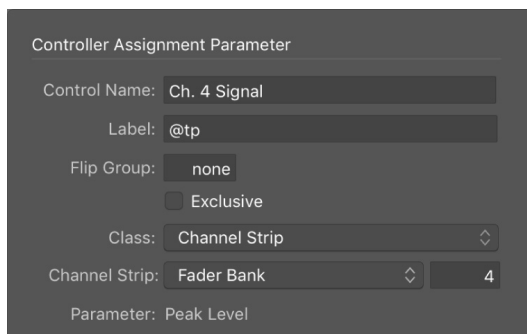 Controller Assignment Parameter
Control Name: Ch. 4 Signal
Label: @tp
Flip Group: none
Exclusive
Class: Channel Strip
Channel Strip: Fader Bank 4
Parameter: Peak Level